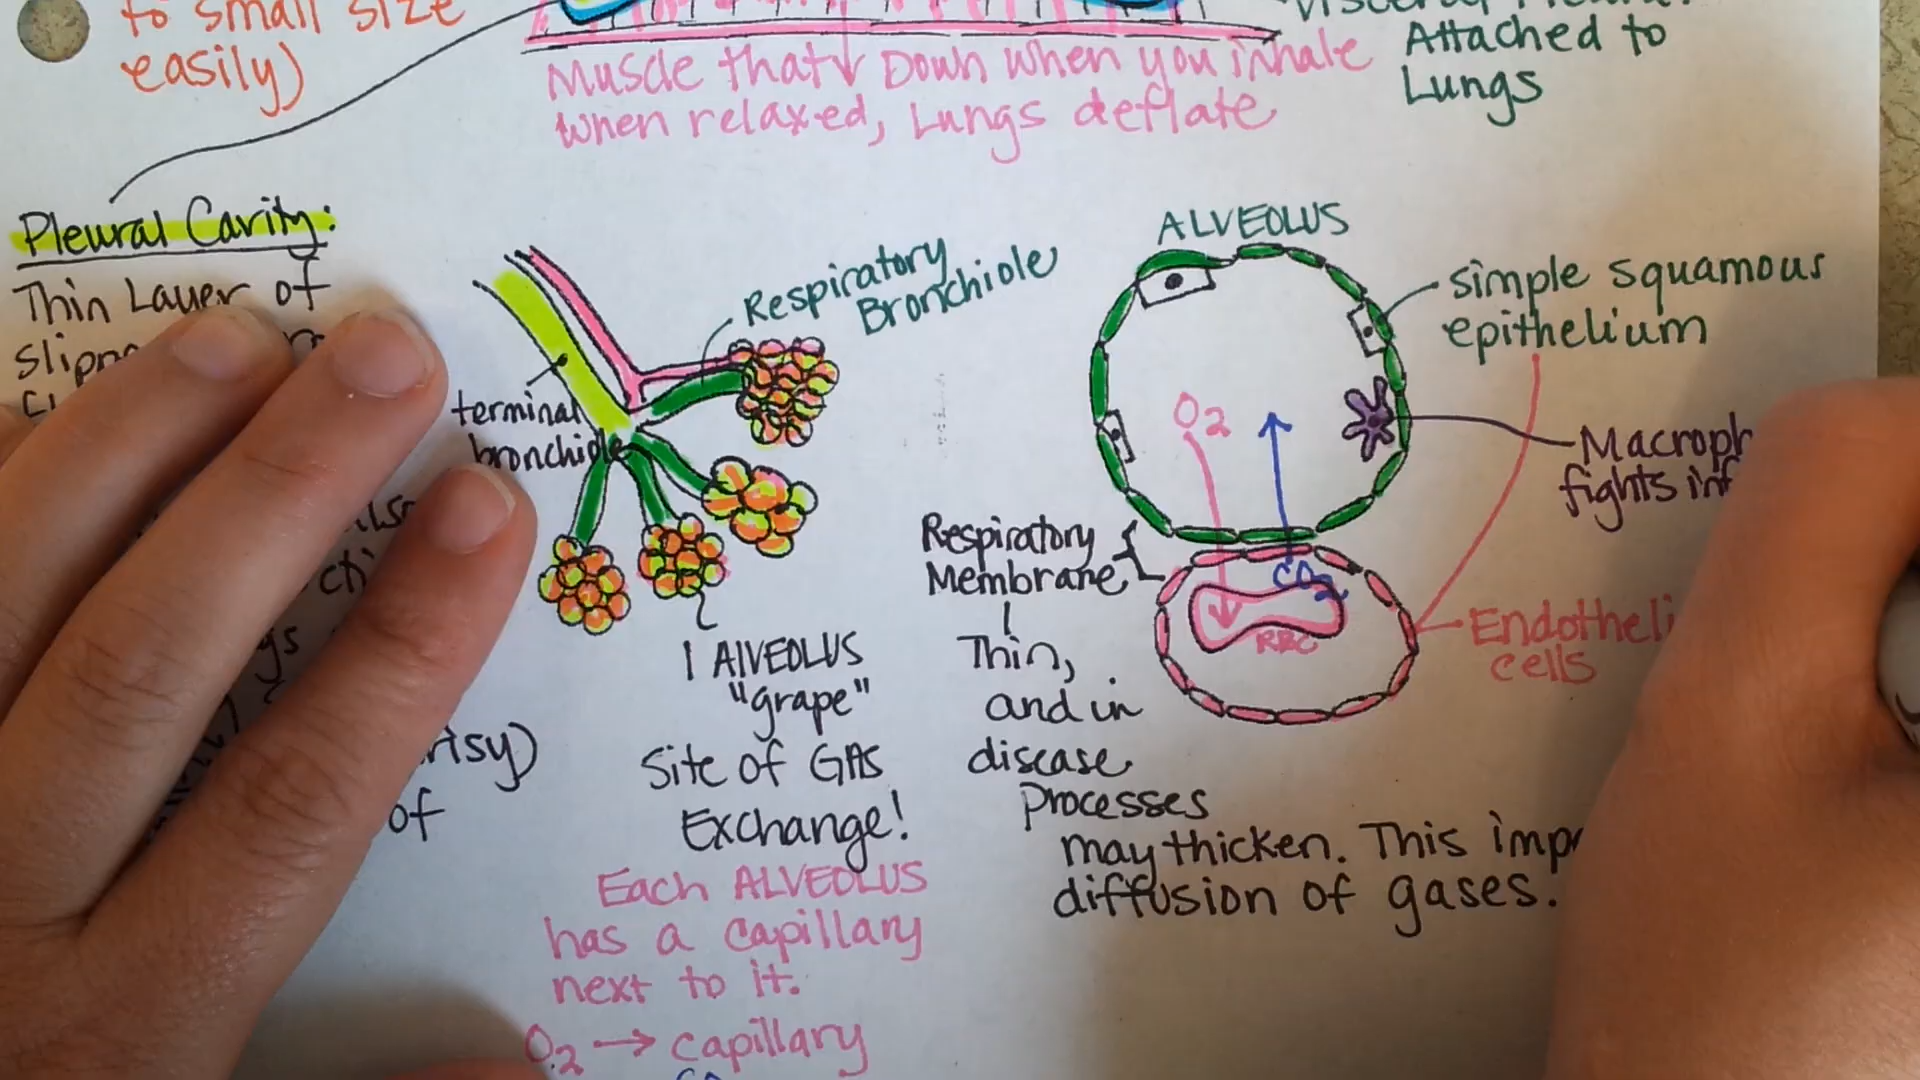 to small size
easily)
Muscle that ↓ Down when you inhale
when relaxed, Lungs deflate
Attached to
Lungs
Pleural Cavity:
Thin Layer of
ALVEOLUS
Respiratory
Bronchiole
simple squamous
epithelium
terminal
bronchiole
O2
Macroph
fights inf
Respiratory
Membrane
CO2
RBC
Endotheli
cells
1 AlVEOLUS
"grape"
Site of GAS
Exchange!
Thin,
and in
disease
Processes
may thicken. This imp
diffusion of gases.
of
Each ALVEOLUS
has a capillary
next to it.
O2 → capillary